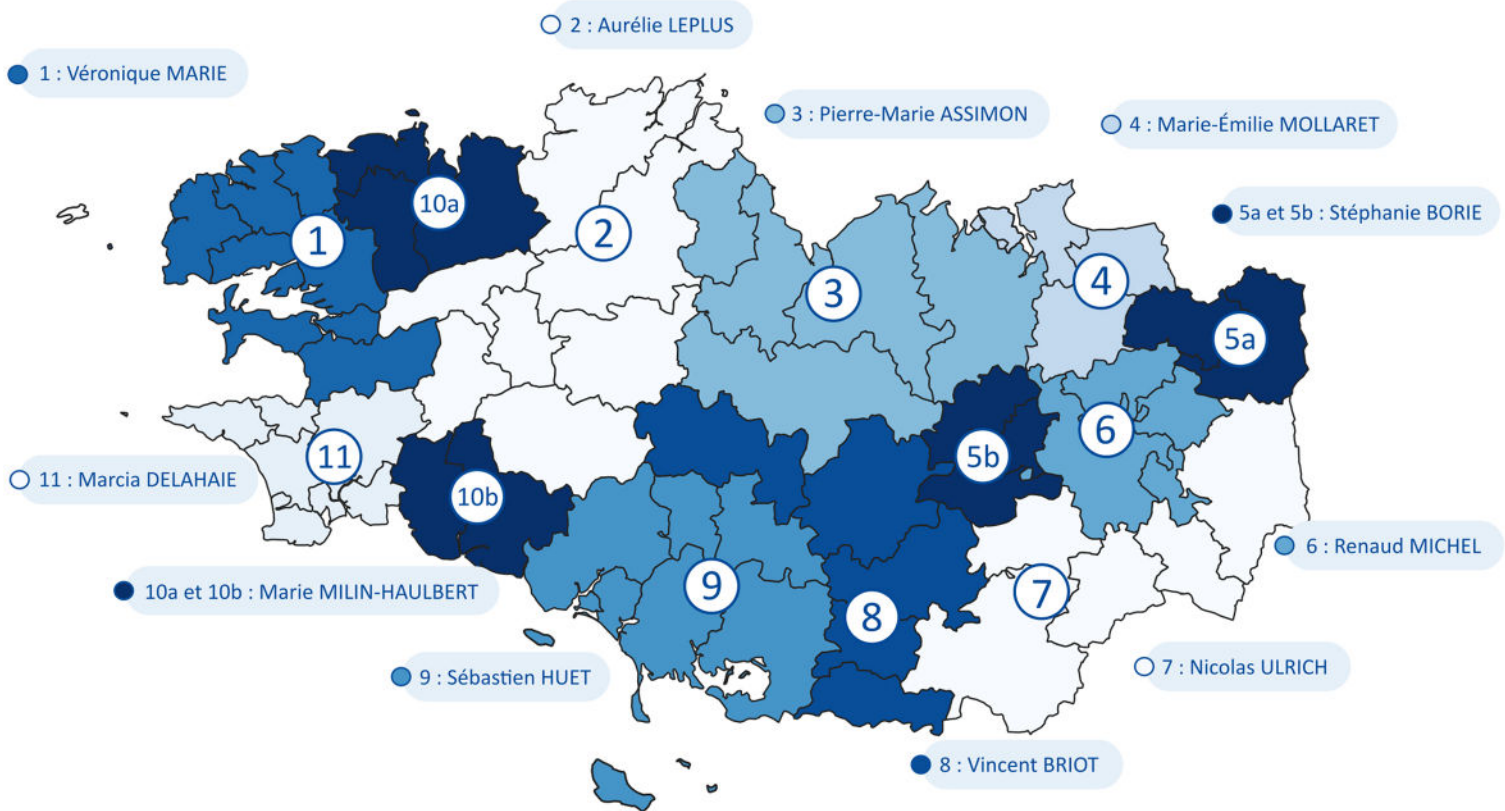 2 : Aurélie LEPLUS
1 : Véronique MARIE
3 : Pierre-Marie ASSIMON
4 : Marie-Émilie MOLLARET
5a et 5b : Stéphanie BORIE
10a
1
2
3
4
5a
6
11
5b
10b
11 : Marcia DELAHAIE
6 : Renaud MICHEL
10a et 10b : Marie MILIN-HAULBERT
9
8
7
9 : Sébastien HUET
7 : Nicolas ULRICH
8 : Vincent BRIOT